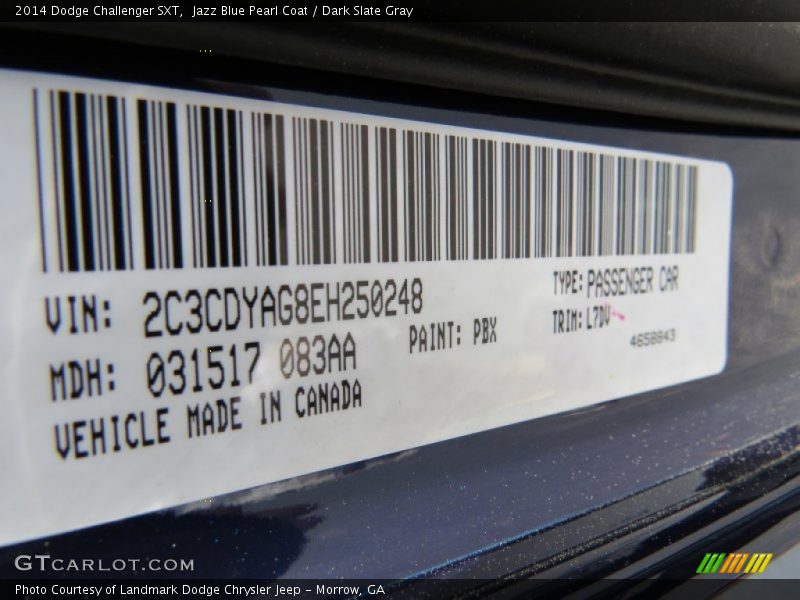 2014 Dodge Challenger SXT, Jazz Blue Pearl Coat / Dark Slate Gray
VIN: 2C3CDYAG8EH250248 TYPE: PASSENGER CAR
MDH: 031517 083AA PAINT: PBX TRIM: L7DV
4658843
VEHICLE MADE IN CANADA
GTCARLOT.COM
Photo Courtesy of Landmark Dodge Chrysler Jeep - Morrow, GA